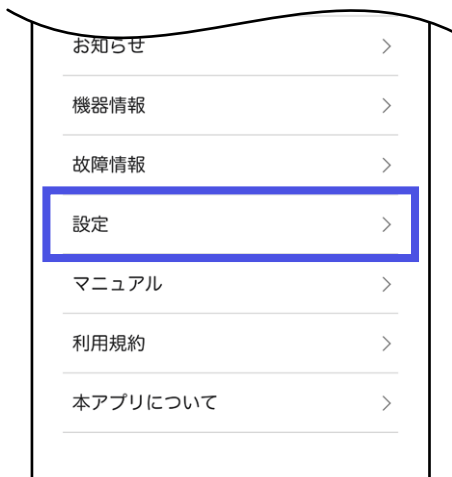 お知らせ
機器情報
故障情報
設定
マニュアル
利用規約
本アプリについて